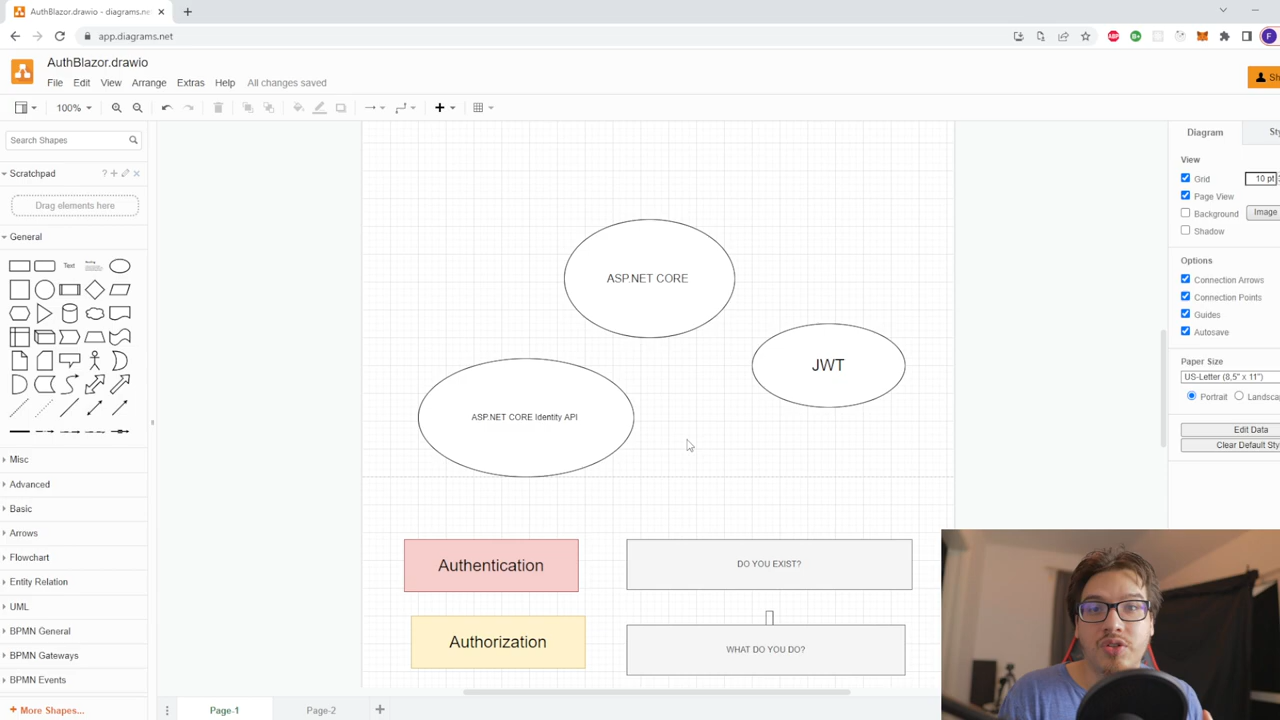 AuthBlazor.drawio - diagrams.net
app.diagrams.net
AuthBlazor.drawio
File Edit View Arrange Extras Help All changes saved
100%
Search Shapes
Scratchpad
Drag elements here
General
Text
Misc
Advanced
Basic
Arrows
Flowchart
Entity Relation
UML
BPMN General
BPMN Gateways
BPMN Events
+ More Shapes...
ASP.NET CORE
JWT
ASP.NET CORE Identity API
Authentication
DO YOU EXIST?
Authorization
WHAT DO YOU DO?
Page-1
Page-2
Diagram
View
Grid
10 pt
Page View
Background
Image
Shadow
Options
Connection Arrows
Connection Points
Guides
Autosave
Paper Size
US-Letter (8,5" x 11")
Portrait
Edit Data
ABP
F